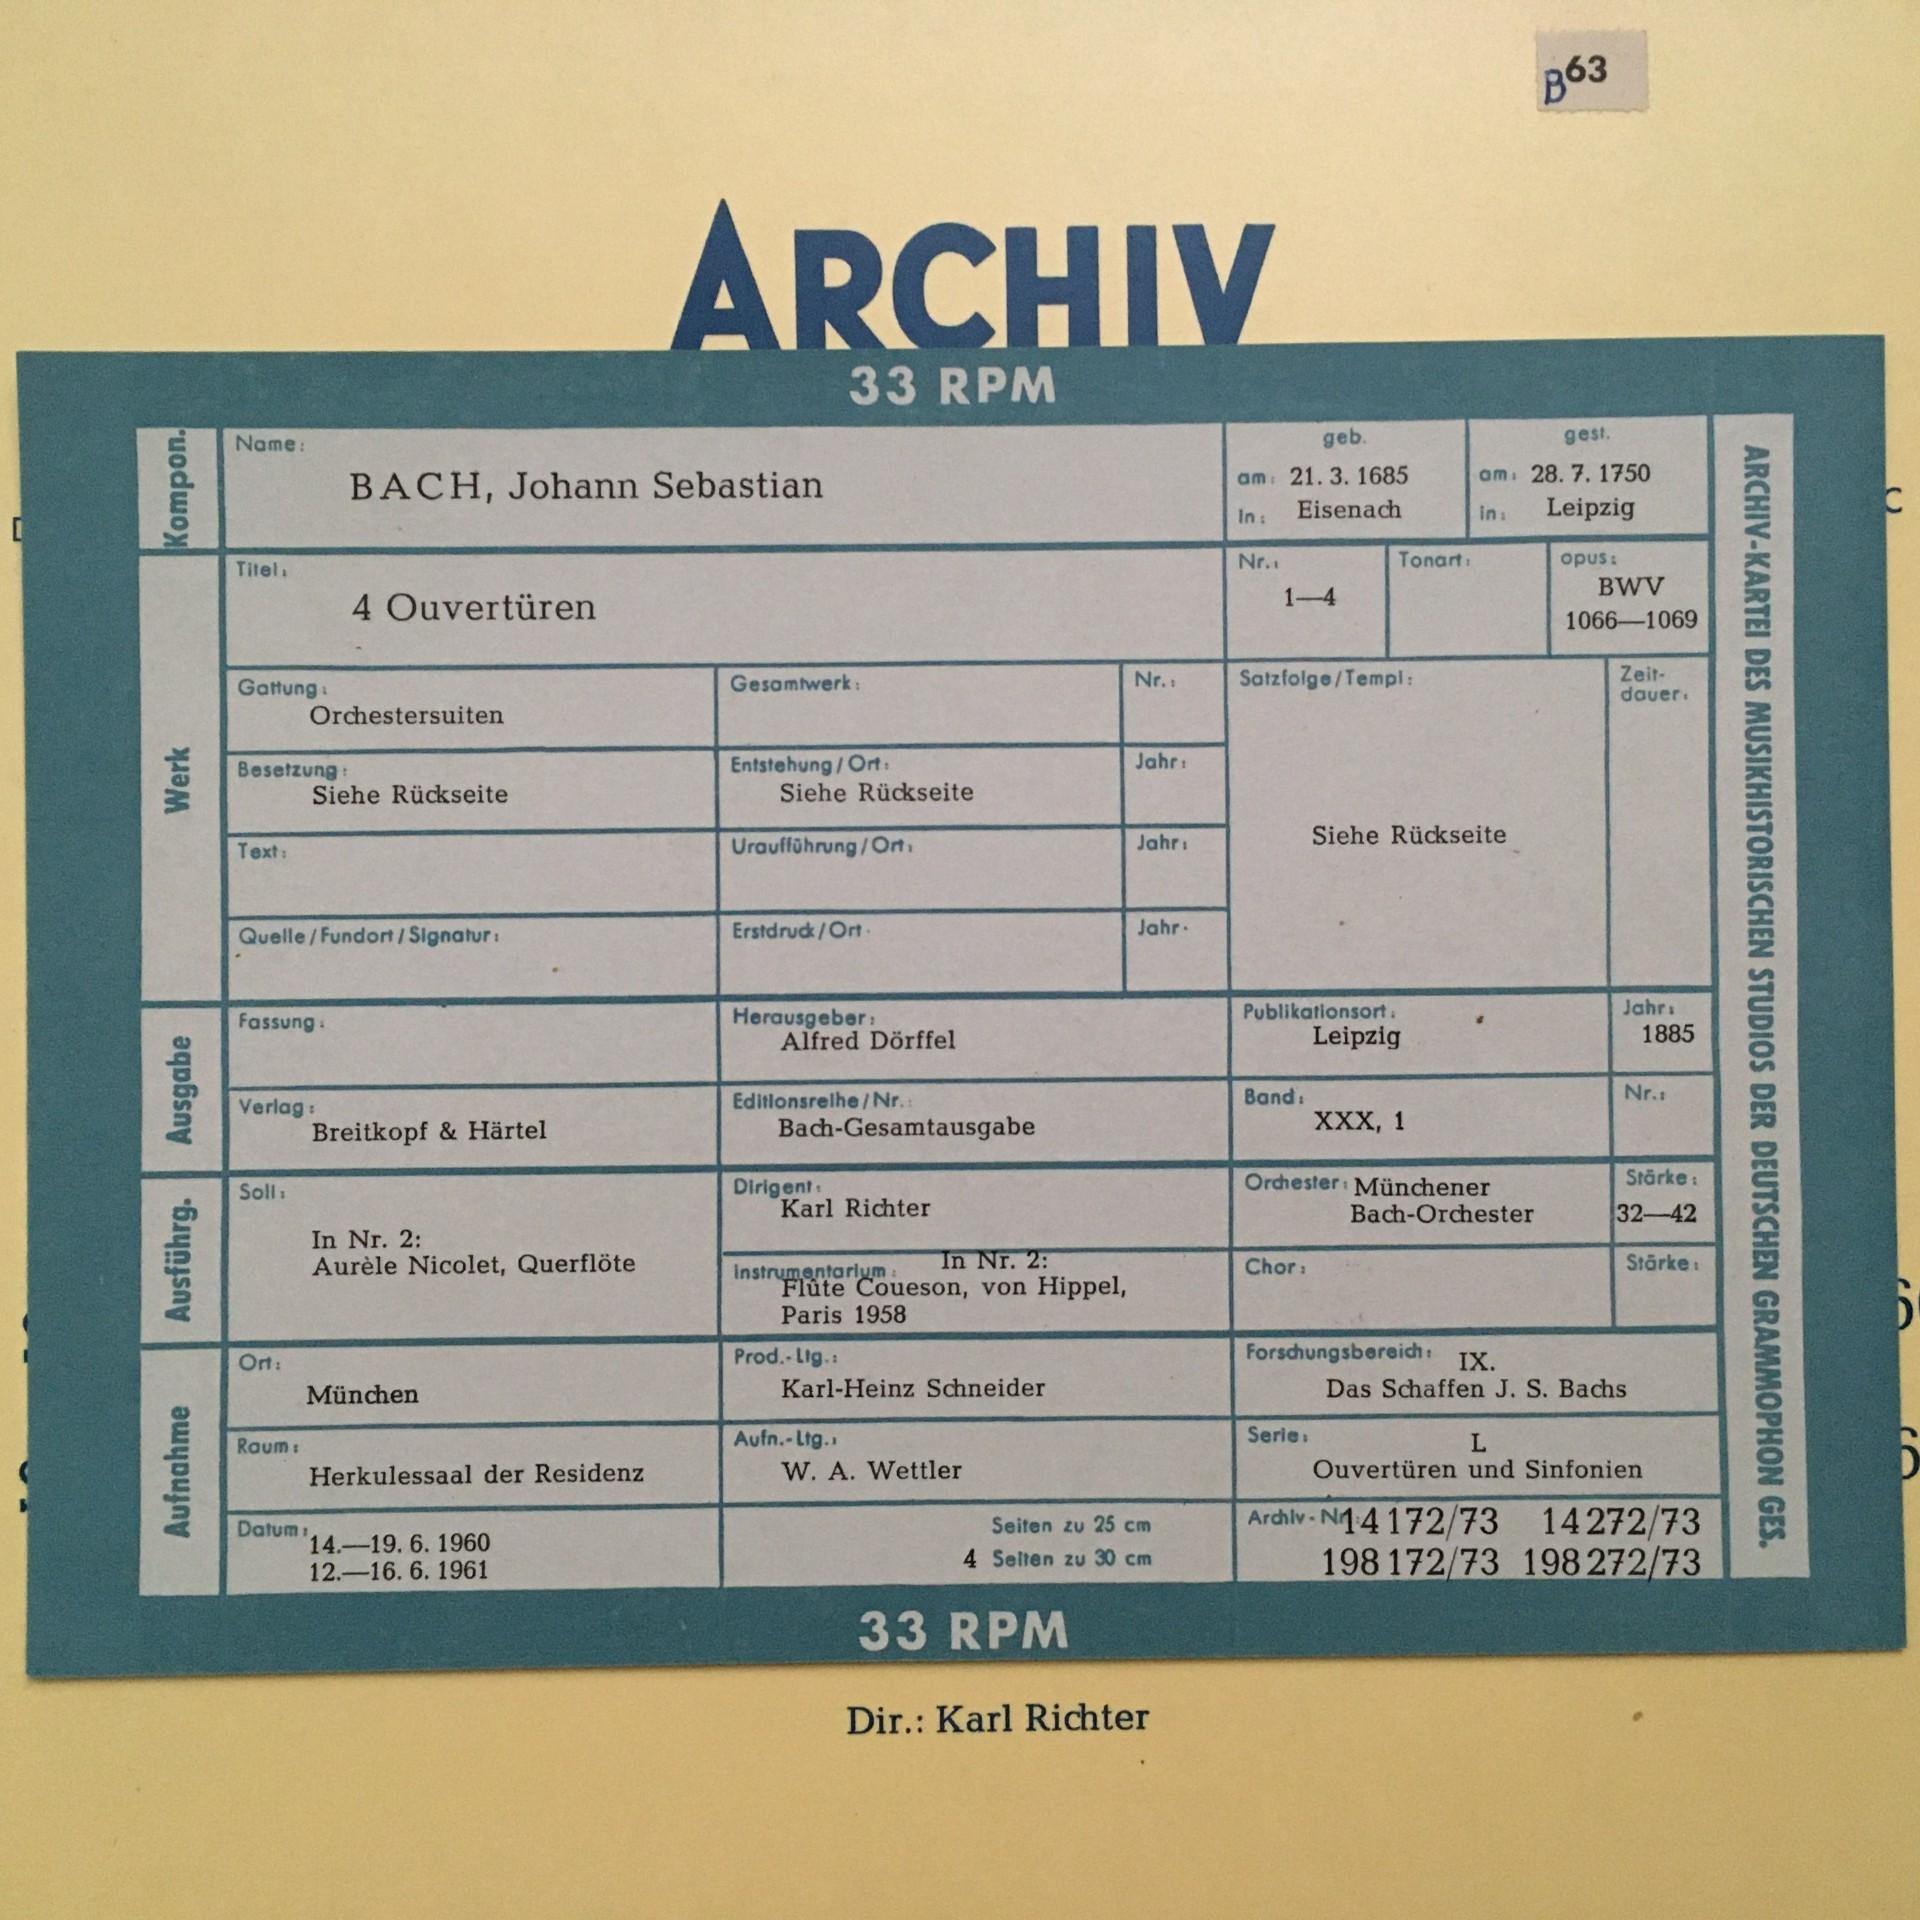 B63
ARCHIV
33 RPM
Kompon.
Name:
BACH, Johann Sebastian
geb.
am: 21. 3. 1685
In: Eisenach
gest.
am: 28. 7. 1750
in: Leipzig
Werk
Titel:
4 Ouvertüren
Nr.:
1—4
Tonart:
opus:
BWV
1066—1069
Gattung:
Orchestersuiten
Gesamtwerk:
Nr.:
Satzfolge/Templ:
Siehe Rückseite
Zeit-
dauer:
Besetzung:
Siehe Rückseite
Entstehung/Ort:
Siehe Rückseite
Jahr:
Text:
Uraufführung/Ort:
Jahr:
Quelle/Fundort/Signatur:
Erstdruck/Ort
Jahr
Ausgabe
Fassung:
Herausgeber:
Alfred Dörffel
Publikationsort:
Leipzig
Jahr:
1885
Verlag:
Breitkopf & Härtel
Editionsreihe/Nr.:
Bach-Gesamtausgabe
Band:
XXX, 1
Nr.:
Ausführg.
Soll:
In Nr. 2:
Aurèle Nicolet, Querflöte
Dirigent:
Karl Richter
Orchester: Münchener
Bach-Orchester
Stärke:
32—42
Instrumentarium: In Nr. 2:
Flûte Coueson, von Hippel,
Paris 1958
Chor:
Stärke:
Aufnahme
Ort:
München
Prod.-Ltg.:
Karl-Heinz Schneider
Forschungsbereich: IX.
Das Schaffen J. S. Bachs
Raum:
Herkulessaal der Residenz
Aufn.-Ltg.:
W. A. Wettler
Serie: L
Ouvertüren und Sinfonien
Datum: 14.—19. 6. 1960
12.—16. 6. 1961
Seiten zu 25 cm
4 Seiten zu 30 cm
Archiv-Nr.: 14 172/73 14 272/73
198 172/73 198 272/73
ARCHIV-KARTEI DES MUSIKHISTORISCHEN STUDIOS DER DEUTSCHEN GRAMMOPHON GES.
33 RPM
Dir.: Karl Richter